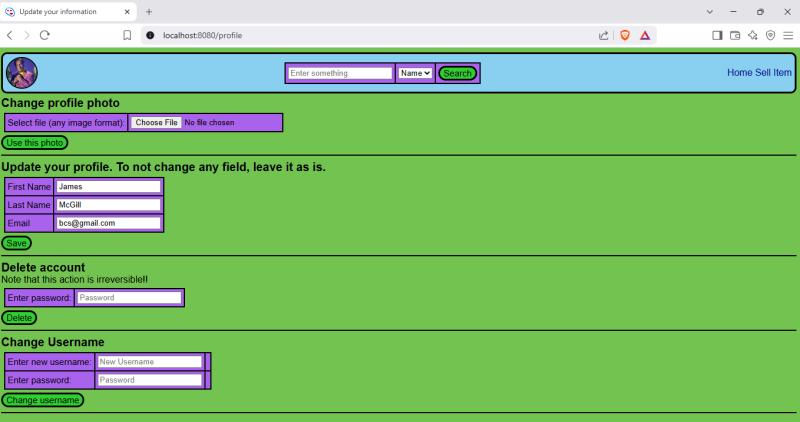 Update your information
localhost:8080/profile
Enter something Name Search Home Sell Item
Change profile photo
Select file (any image format): Choose File No file chosen
Use this photo
Update your profile. To not change any field, leave it as is.
First Name James
Last Name McGill
Email bcs@gmail.com
Save
Delete account
Note that this action is irreversible!!
Enter password: Password
Delete
Change Username
Enter new username: New Username
Enter password: Password
Change username